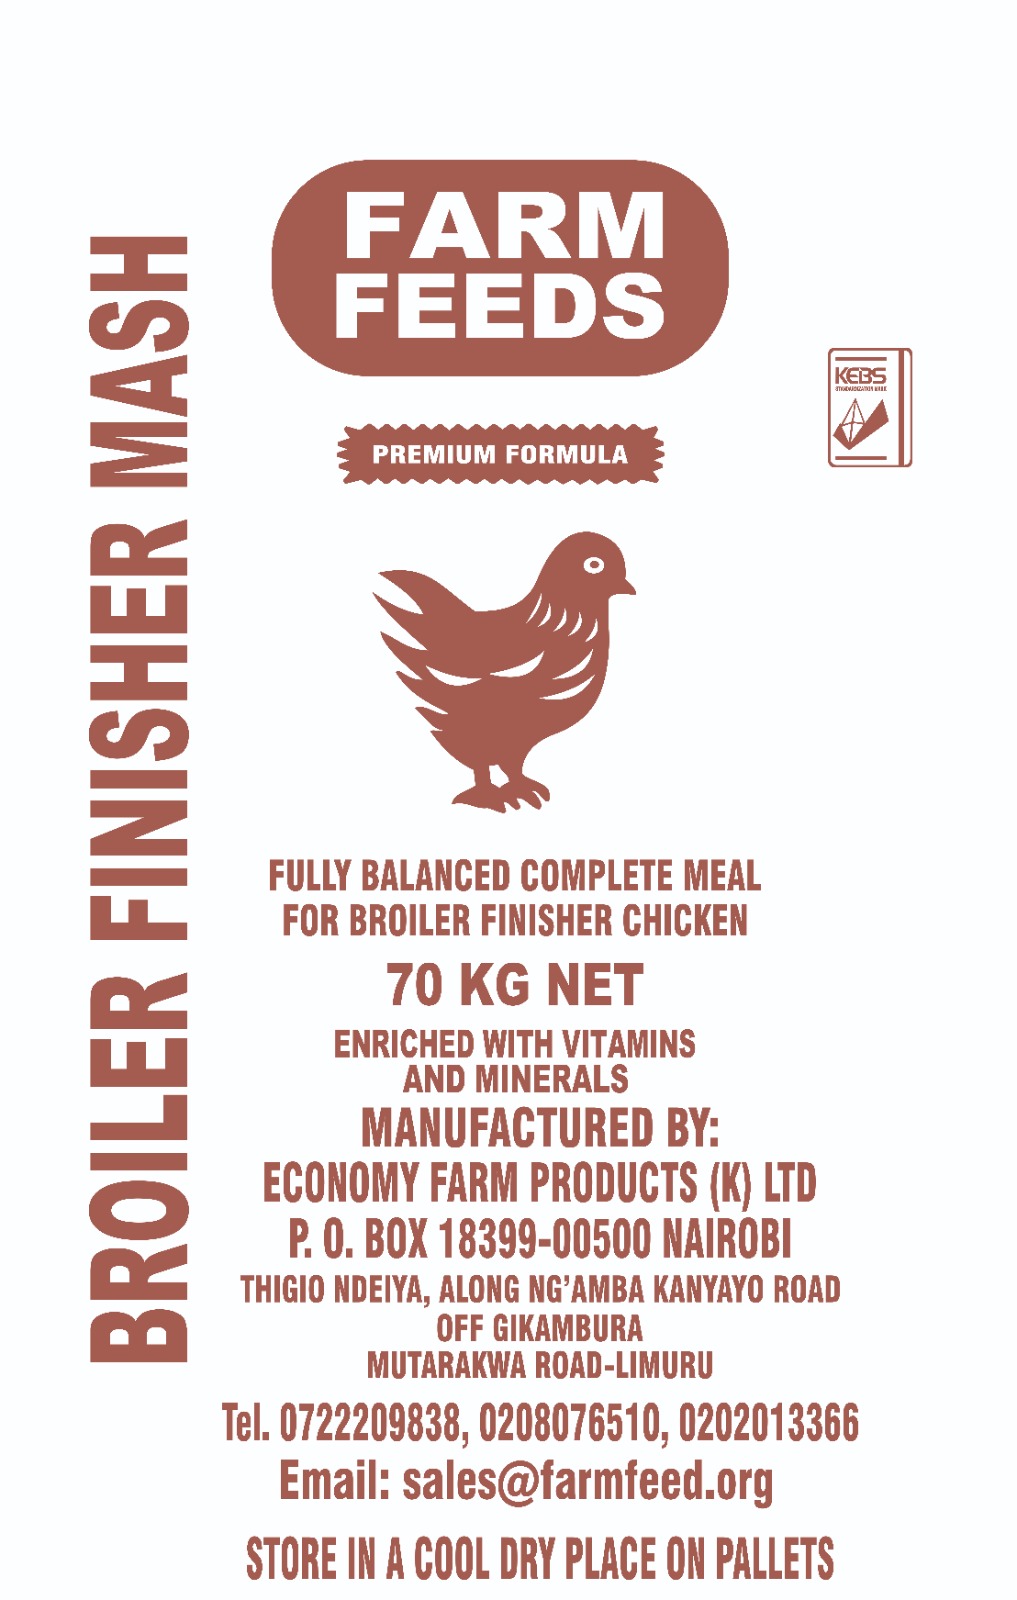 FARM
FEEDS
PREMIUM FORMULA
KEBS
STANDARDIZATION MARK
BROILER FINISHER MASH
FULLY BALANCED COMPLETE MEAL
FOR BROILER FINISHER CHICKEN
70 KG NET
ENRICHED WITH VITAMINS
AND MINERALS
MANUFACTURED BY:
ECONOMY FARM PRODUCTS (K) LTD
P. O. BOX 18399-00500 NAIROBI
THIGIO NDEIYA, ALONG NG'AMBA KANYAYO ROAD
OFF GIKAMBURA
MUTARAKWA ROAD-LIMURU
Tel. 0722209838, 0208076510, 0202013366
Email: sales@farmfeed.org
STORE IN A COOL DRY PLACE ON PALLETS